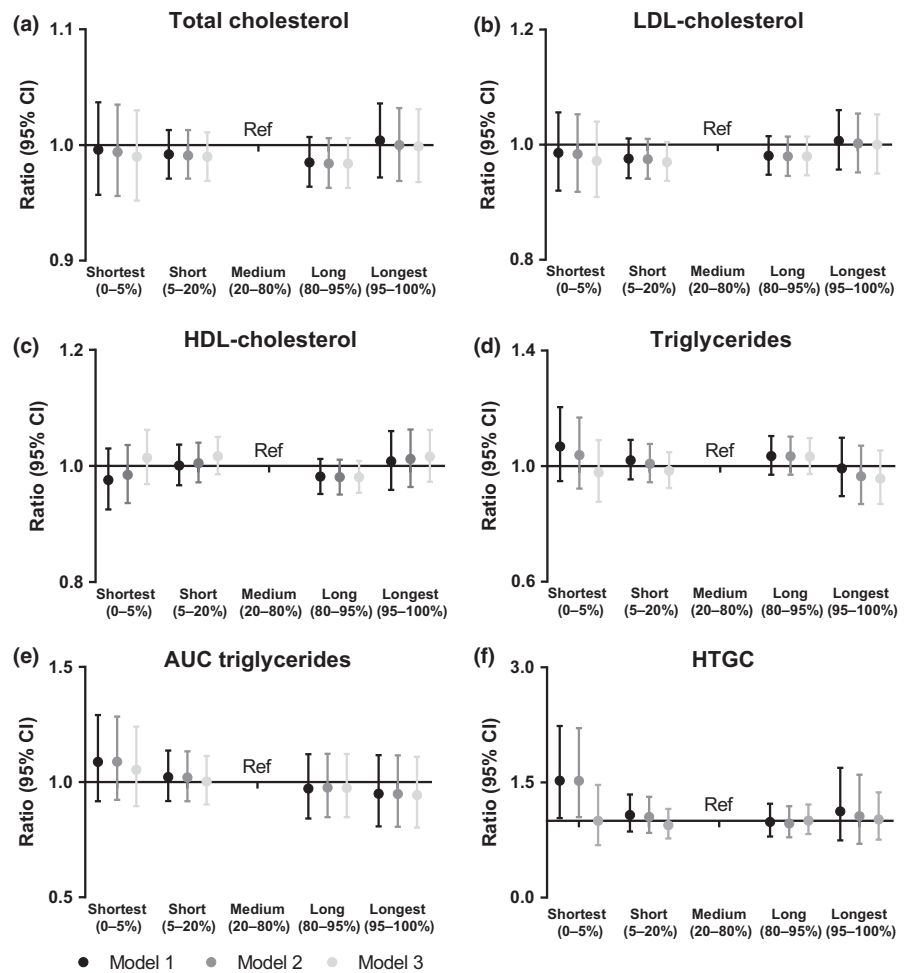 (a) Total cholesterol
1.1
1.0
0.9
Ratio (95% CI)
Ref
Shortest Short Medium Long Longest
(0–5%) (5–20%) (20–80%) (80–95%) (95–100%)
(b) LDL-cholesterol
1.2
1.0
0.8
Ratio (95% CI)
Ref
Shortest Short Medium Long Longest
(0–5%) (5–20%) (20–80%) (80–95%) (95–100%)
(c) HDL-cholesterol
1.2
1.0
0.8
Ratio (95% CI)
Ref
Shortest Short Medium Long Longest
(0–5%) (5–20%) (20–80%) (80–95%) (95–100%)
(d) Triglycerides
1.4
1.0
0.6
Ratio (95% CI)
Ref
Shortest Short Medium Long Longest
(0–5%) (5–20%) (20–80%) (80–95%) (95–100%)
(e) AUC triglycerides
1.5
1.0
0.5
Ratio (95% CI)
Ref
Shortest Short Medium Long Longest
(0–5%) (5–20%) (20–80%) (80–95%) (95–100%)
(f) HTGC
3.0
1.5
0.0
Ratio (95% CI)
Ref
Shortest Short Medium Long Longest
(0–5%) (5–20%) (20–80%) (80–95%) (95–100%)
Model 1 Model 2 Model 3